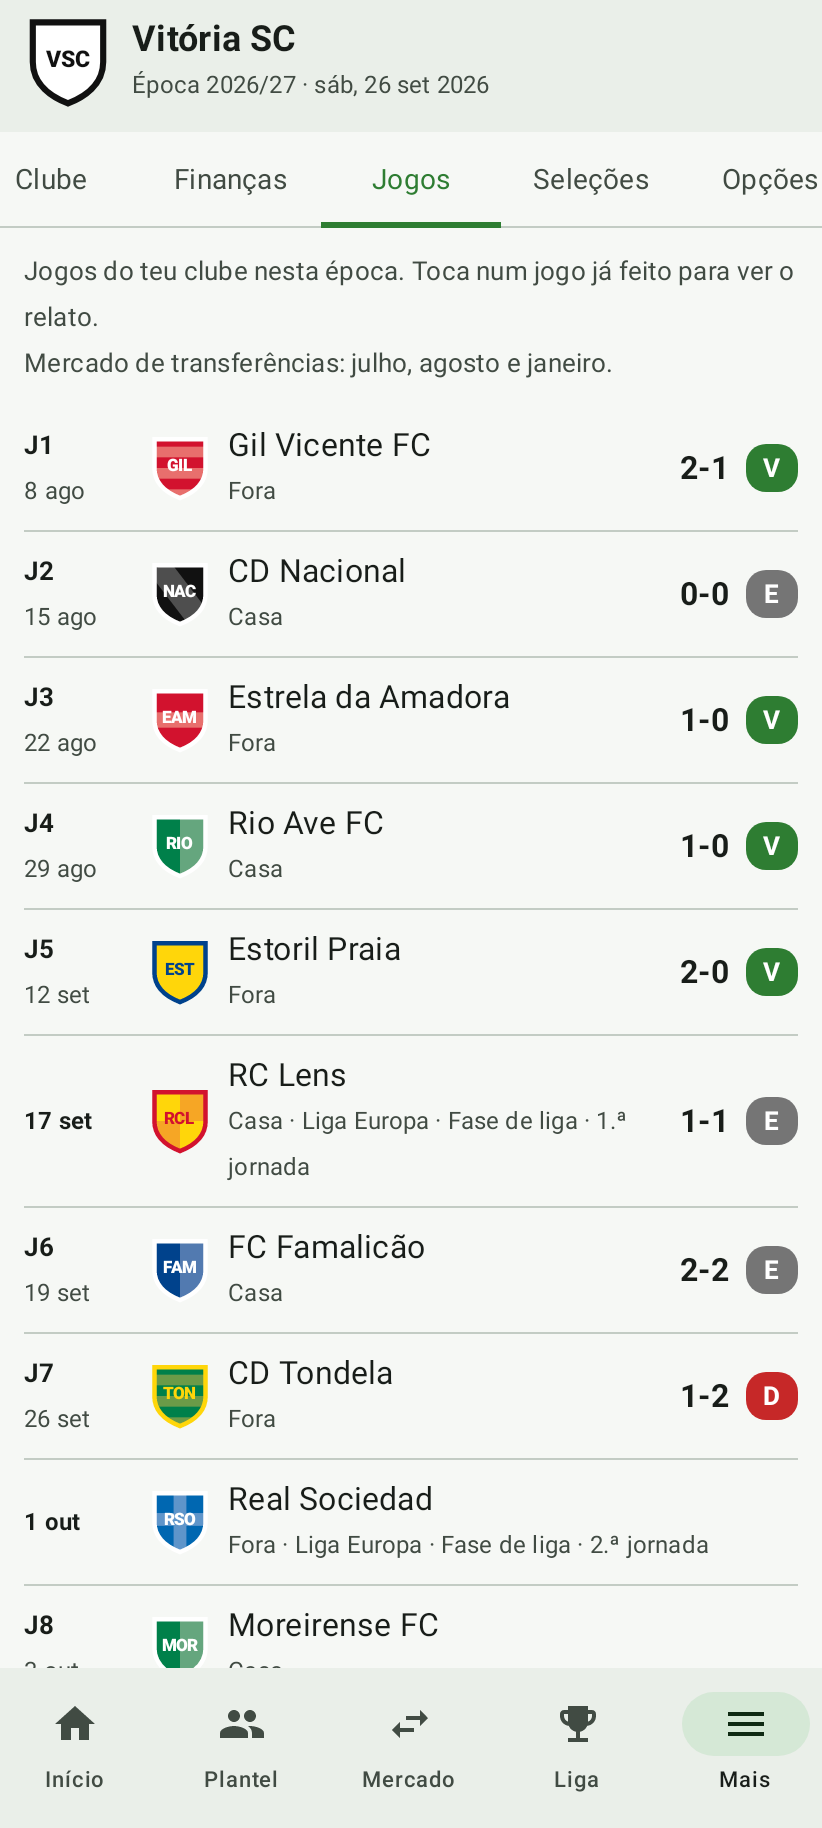 VSC
Vitória SC
Época 2026/27 · sáb, 26 set 2026
Clube Finanças Jogos Seleções Opções
Jogos do teu clube nesta época. Toca num jogo já feito para ver o
relato.
Mercado de transferências: julho, agosto e janeiro.
J1 GIL Gil Vicente FC 2-1 V
8 ago Fora
J2 NAC CD Nacional 0-0 E
15 ago Casa
J3 EAM Estrela da Amadora 1-0 V
22 ago Fora
J4 RIO Rio Ave FC 1-0 V
29 ago Casa
J5 EST Estoril Praia 2-0 V
12 set Fora
RC Lens
17 set RCL Casa · Liga Europa · Fase de liga · 1.ª 1-1 E
jornada
J6 FAM FC Famalicão 2-2 E
19 set Casa
J7 TON CD Tondela 1-2 D
26 set Fora
1 out RSO Real Sociedad
Fora · Liga Europa · Fase de liga · 2.ª jornada
J8 MOR Moreirense FC
Início Plantel Mercado Liga Mais